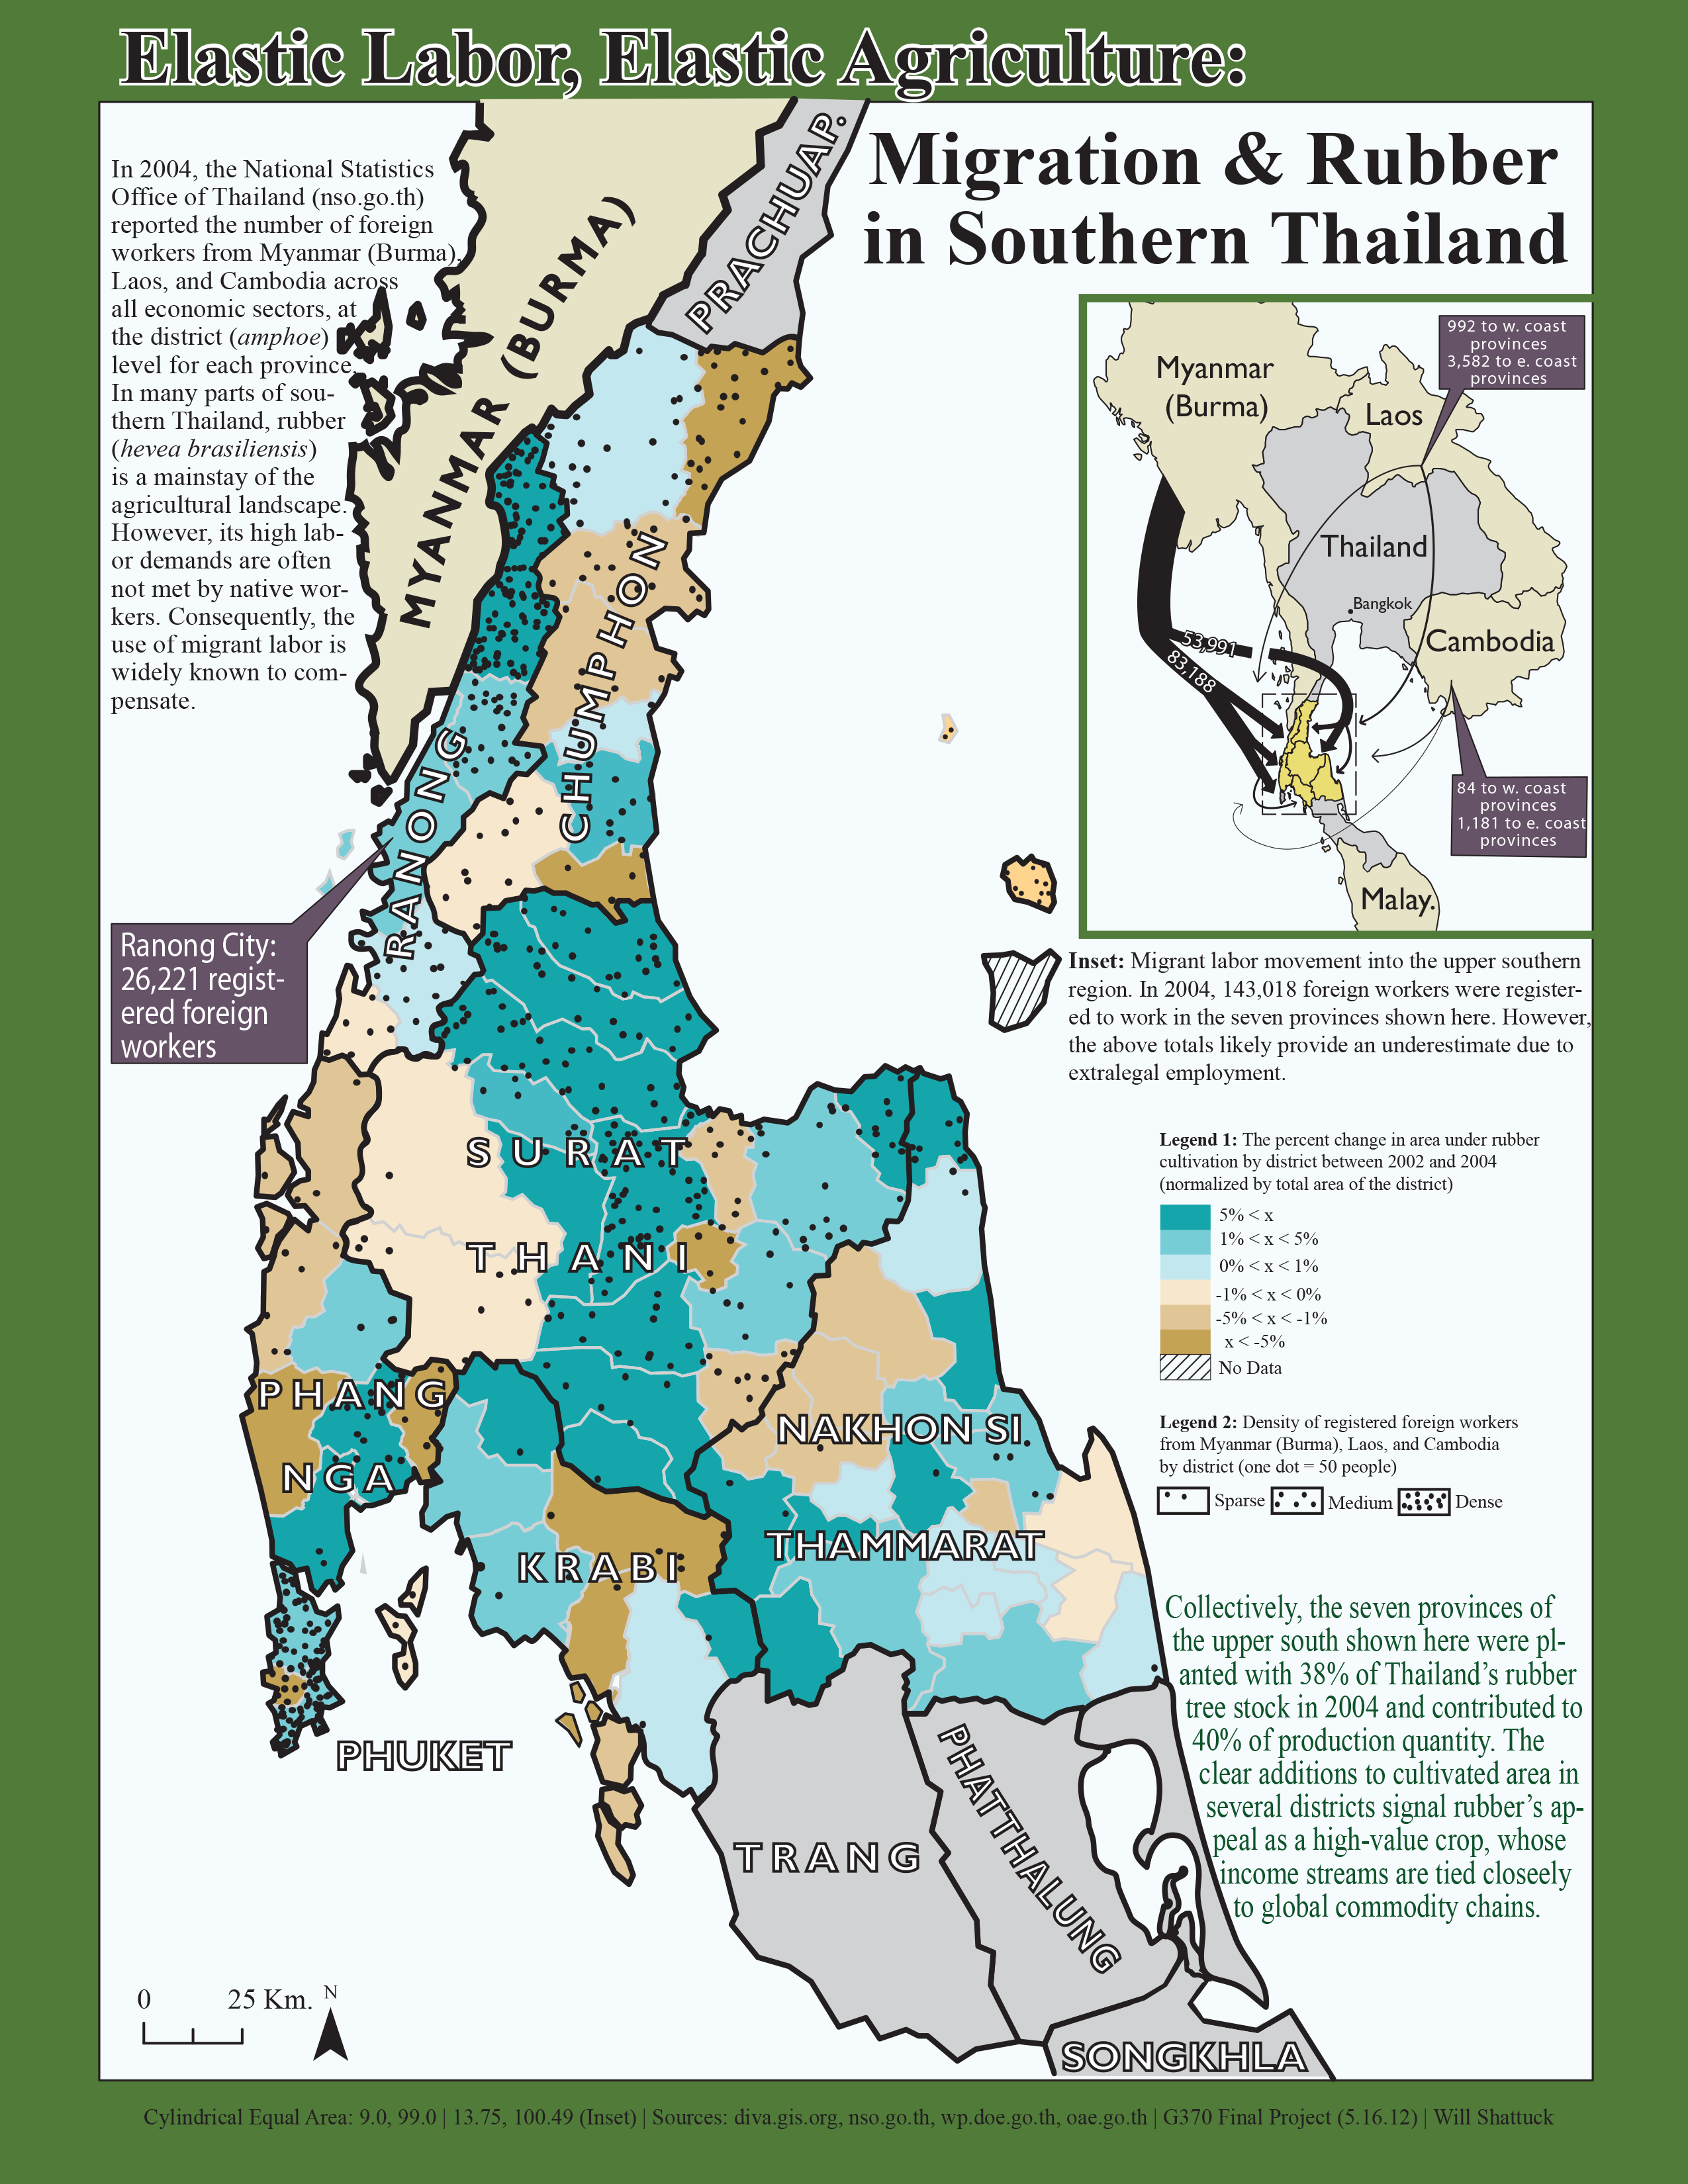 Elastic Labor, Elastic Agriculture:
Migration & Rubber
in Southern Thailand
In 2004, the National Statistics
Office of Thailand (nso.go.th)
reported the number of foreign
workers from Myanmar (Burma),
Laos, and Cambodia across
all economic sectors, at
the district (amphoe)
level for each province.
In many parts of sou-
thern Thailand, rubber
(hevea brasiliensis)
is a mainstay of the
agricultural landscape.
However, its high lab-
or demands are often
not met by native wor-
kers. Consequently, the
use of migrant labor is
widely known to com-
pensate.
MYANMAR (BURMA)
PRACHUAP.
CHUMPHON
RANONG
Ranong City:
26,221 regist-
ered foreign
workers
SURAT
THANI
PHANG
NGA
KRABI
PHUKET
NAKHON SI
THAMMARAT
TRANG
PHATTHALUNG
SONGKHLA
992 to w. coast
provinces
3,582 to e. coast
provinces
Myanmar
(Burma)
Laos
Thailand
Bangkok
Cambodia
53,991
83,188
84 to w. coast
provinces
1,181 to e. coast
provinces
Malay.
Inset: Migrant labor movement into the upper southern
region. In 2004, 143,018 foreign workers were register-
ed to work in the seven provinces shown here. However,
the above totals likely provide an underestimate due to
extralegal employment.
Legend 1: The percent change in area under rubber
cultivation by district between 2002 and 2004
(normalized by total area of the district)
5% < x
1% < x < 5%
0% < x < 1%
-1% < x < 0%
-5% < x < -1%
x < -5%
No Data
Legend 2: Density of registered foreign workers
from Myanmar (Burma), Laos, and Cambodia
by district (one dot = 50 people)
Sparse Medium Dense
Collectively, the seven provinces of
the upper south shown here were pl-
anted with 38% of Thailand's rubber
tree stock in 2004 and contributed to
40% of production quantity. The
clear additions to cultivated area in
several districts signal rubber's ap-
peal as a high-value crop, whose
income streams are tied closeely
to global commodity chains.
0 25 Km. N
Cylindrical Equal Area: 9.0, 99.0 | 13.75, 100.49 (Inset) | Sources: diva.gis.org, nso.go.th, wp.doe.go.th, oae.go.th | G370 Final Project (5.16.12) | Will Shattuck